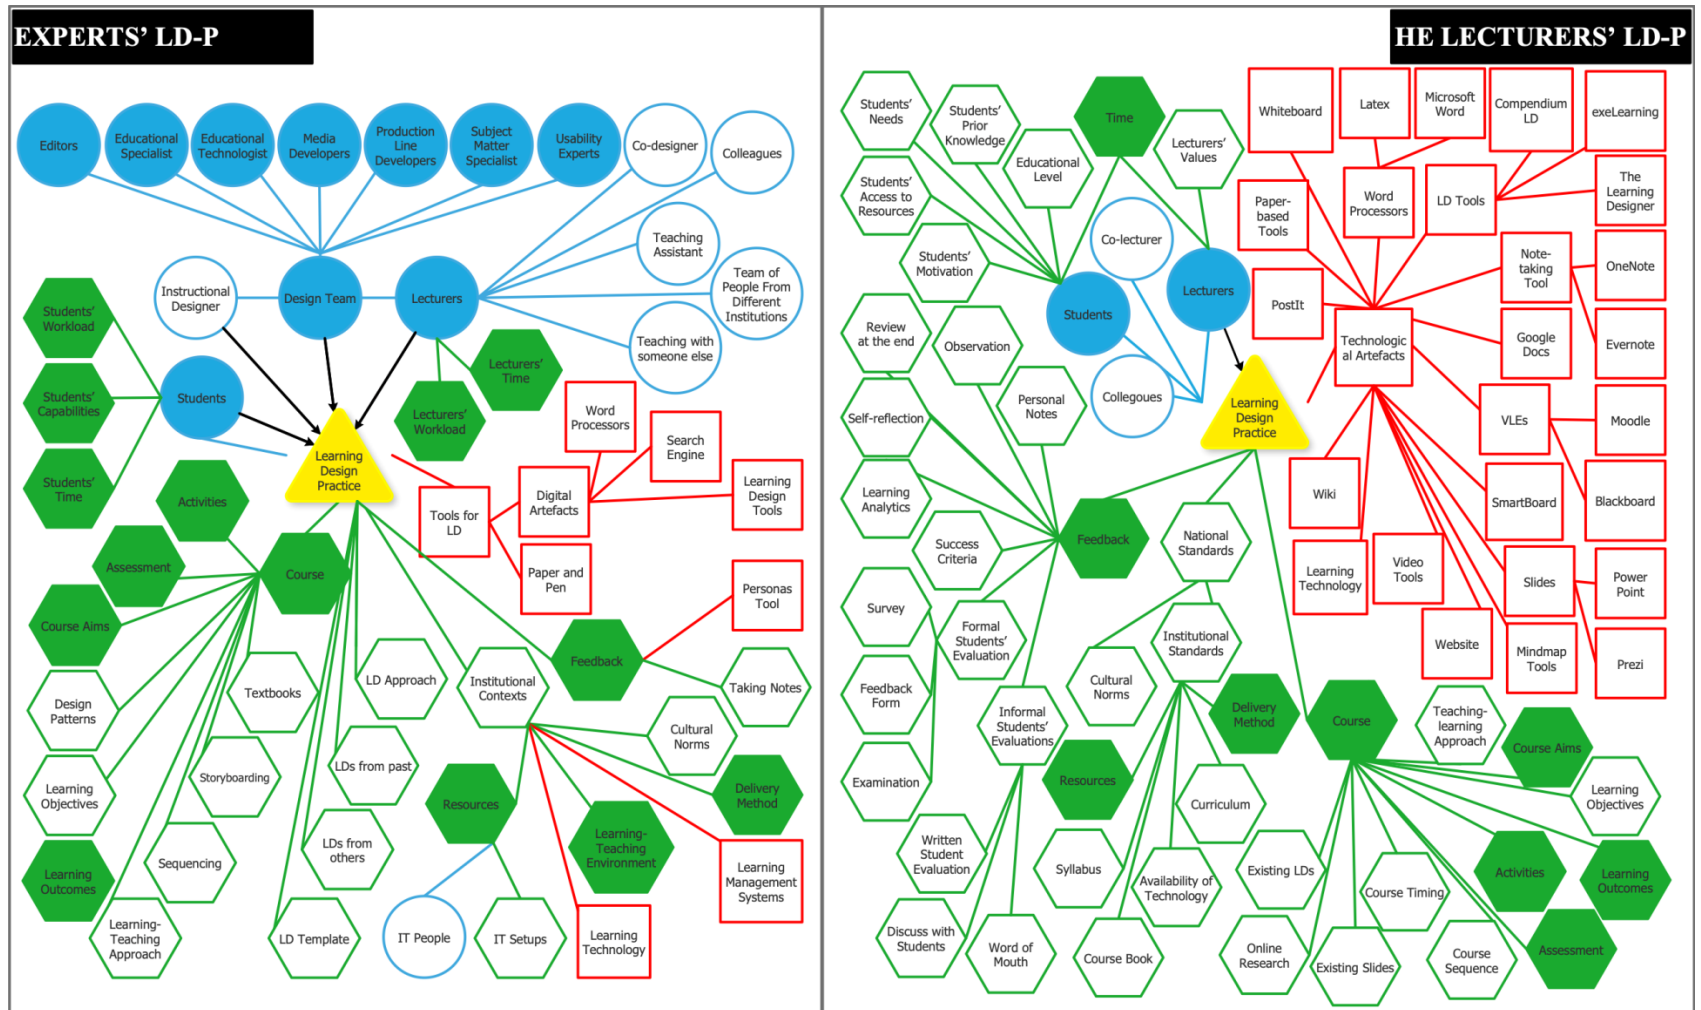 EXPERTS' LD-P
Editors
Educational
Specialist
Educational
Technologist
Media
Developers
Production
Line
Developers
Subject
Matter
Specialist
Usability
Experts
Co-designer
Colleagues
Teaching
Assistant
Team of
People From
Different
Institutions
Teaching with
someone else
Instructional
Designer
Design Team
Lecturers
Students'
Workload
Students'
Capabilities
Students'
Time
Students
Lecturers'
Time
Lecturers'
Workload
Learning
Design
Practice
Word
Processors
Search
Engine
Digital
Artefacts
Learning
Design
Tools
Tools for
LD
Paper and
Pen
Personas
Tool
Activities
Assessment
Course
Course Aims
Feedback
Taking Notes
Design
Patterns
Textbooks
LD Approach
Institutional
Contexts
Cultural
Norms
Learning
Objectives
Storyboarding
LDs from past
Resources
Delivery
Method
Learning-
Teaching
Environment
Learning
Outcomes
Sequencing
LDs from
others
Learning
Management
Systems
Learning-
Teaching
Approach
LD Template
IT People
IT Setups
Learning
Technology
HE LECTURERS' LD-P
Students'
Needs
Students'
Prior
Knowledge
Time
Lecturers'
Values
Educational
Level
Students'
Access to
Resources
Students'
Motivation
Co-lecturer
Lecturers
Students
Collegoues
Whiteboard
Latex
Microsoft
Word
Compendium
LD
exeLearning
Paper-
based
Tools
Word
Processors
LD Tools
The
Learning
Designer
Note-
taking
Tool
OneNote
PostIt
Technologic
al Artefacts
Google
Docs
Evernote
Review
at the end
Observation
Personal
Notes
Self-reflection
Learning
Design
Practice
VLEs
Moodle
Learning
Analytics
Wiki
SmartBoard
Blackboard
Success
Criteria
Feedback
National
Standards
Learning
Technology
Video
Tools
Slides
Power
Point
Survey
Formal
Students'
Evaluation
Institutional
Standards
Website
Mindmap
Tools
Prezi
Feedback
Form
Cultural
Norms
Informal
Students'
Evaluations
Delivery
Method
Course
Teaching-
learning
Approach
Course Aims
Examination
Resources
Curriculum
Learning
Objectives
Written
Student
Evaluation
Syllabus
Availability of
Technology
Existing LDs
Course Timing
Activities
Learning
Outcomes
Discuss with
Students
Word of
Mouth
Course Book
Online
Research
Existing Slides
Course
Sequence
Assessment